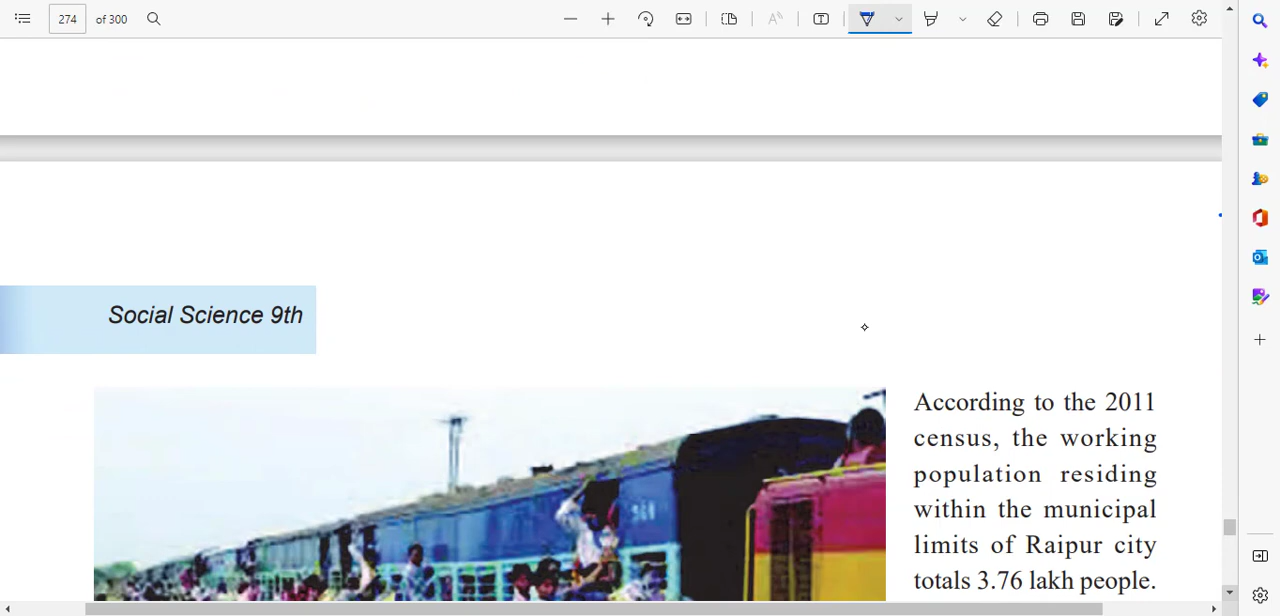 274 of 300
Social Science 9th
According to the 2011
census, the working
population residing
within the municipal
limits of Raipur city
totals 3.76 lakh people.